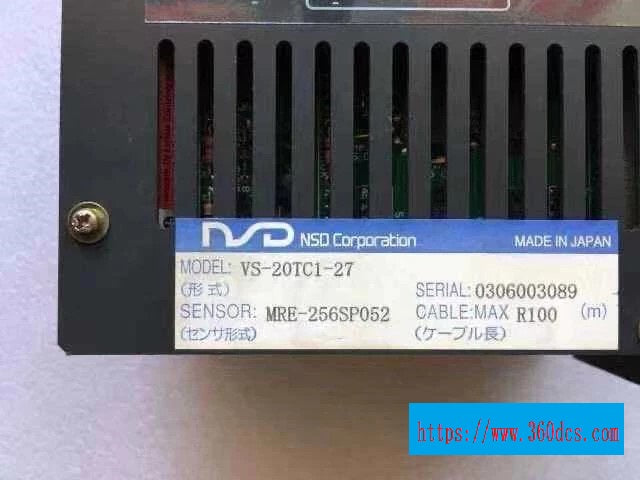 NSD NSD Corporation MADE IN JAPAN
MODEL: VS-20TC1-27
(形式) SERIAL: 0306003089
SENSOR: MRE-256SP052 CABLE:MAX R100 (m)
(センサ形式) (ケーブル長)
https://www.360dcs.com